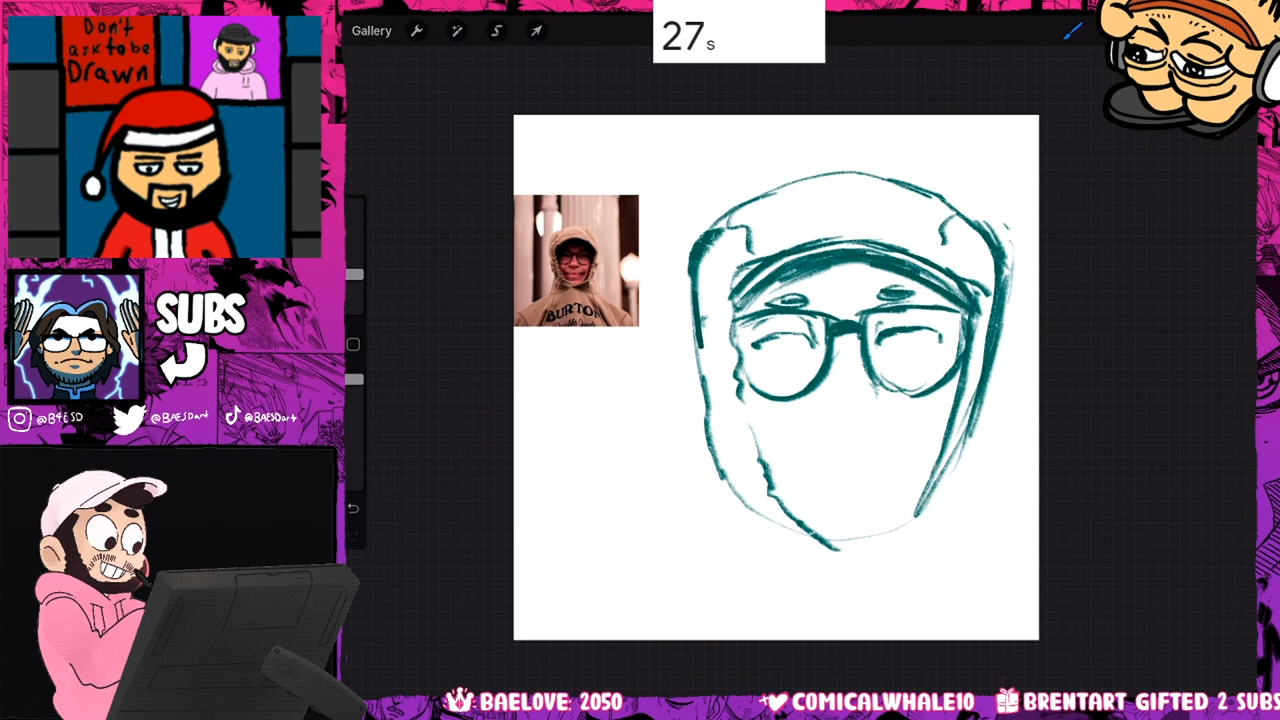 Don't
ask to be
Drawn
Gallery
27s
BURTON
SUBS
@B4ESD
@BAESDart
@BAESDart
BAELOVE: 2050
COMICALWHALE10
BRENTART GIFTED 2 SUBS